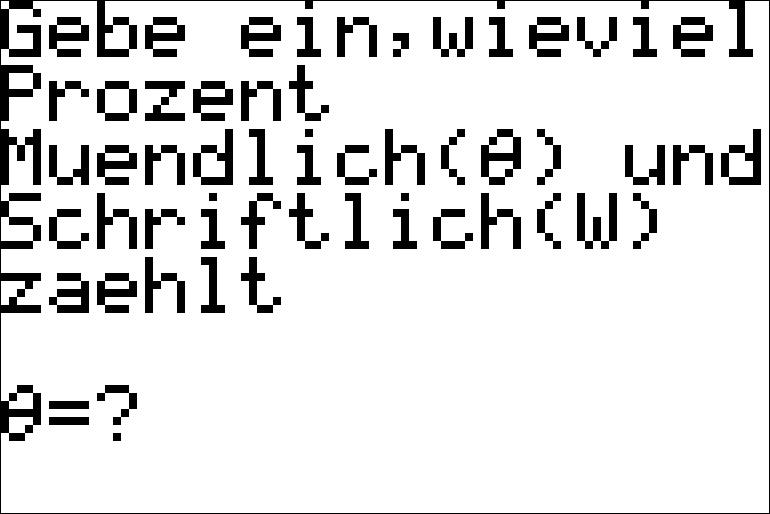 Gebe ein,wieviel
Prozent
Muendlich(θ) und
Schriftlich(W)
zaehlt
θ=?